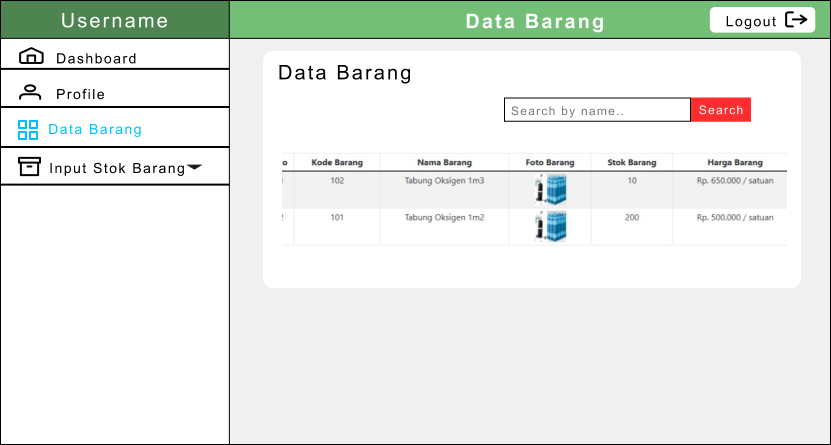 Username
Data Barang
Logout
Dashboard
Profile
Data Barang
Input Stok Barang
Data Barang
Search by name..
Search
o Kode Barang Nama Barang Foto Barang Stok Barang Harga Barang
102 Tabung Oksigen 1m3 10 Rp. 650.000 / satuan
101 Tabung Oksigen 1m2 200 Rp. 500.000 / satuan